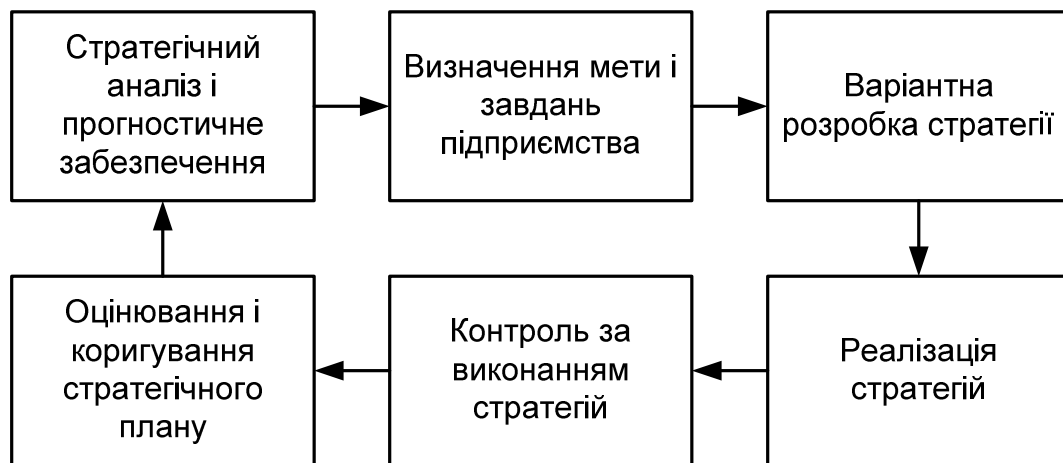 Стратегічний
аналіз і
прогностичне
забезпечення
Визначення мети і
завдань
підприємства
Варіантна
розробка стратегії
Реалізація
стратегій
Контроль за
виконанням
стратегій
Оцінювання і
коригування
стратегічного
плану